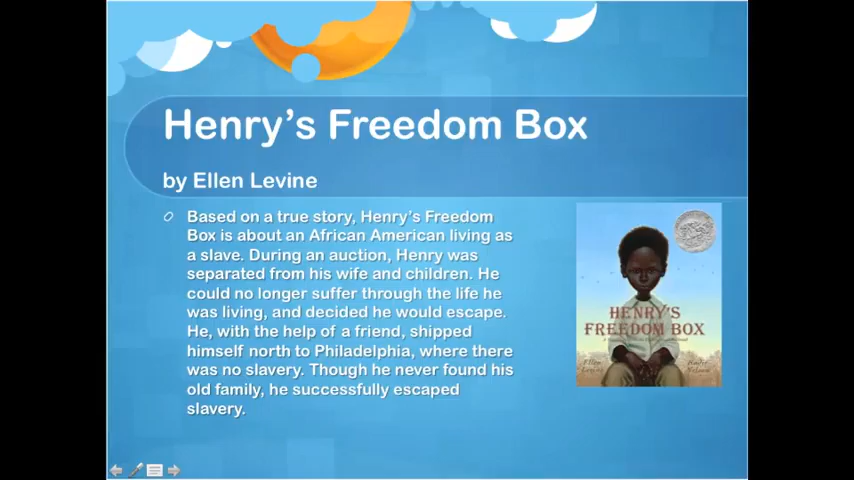 Henry's Freedom Box
by Ellen Levine
Based on a true story, Henry's Freedom
Box is about an African American living as
a slave. During an auction, Henry was
separated from his wife and children. He
could no longer suffer through the life he
was living, and decided he would escape.
He, with the help of a friend, shipped
himself north to Philadelphia, where there
was no slavery. Though he never found his
old family, he successfully escaped
slavery.
HENRY'S
FREEDOM BOX
Ellen
Levine